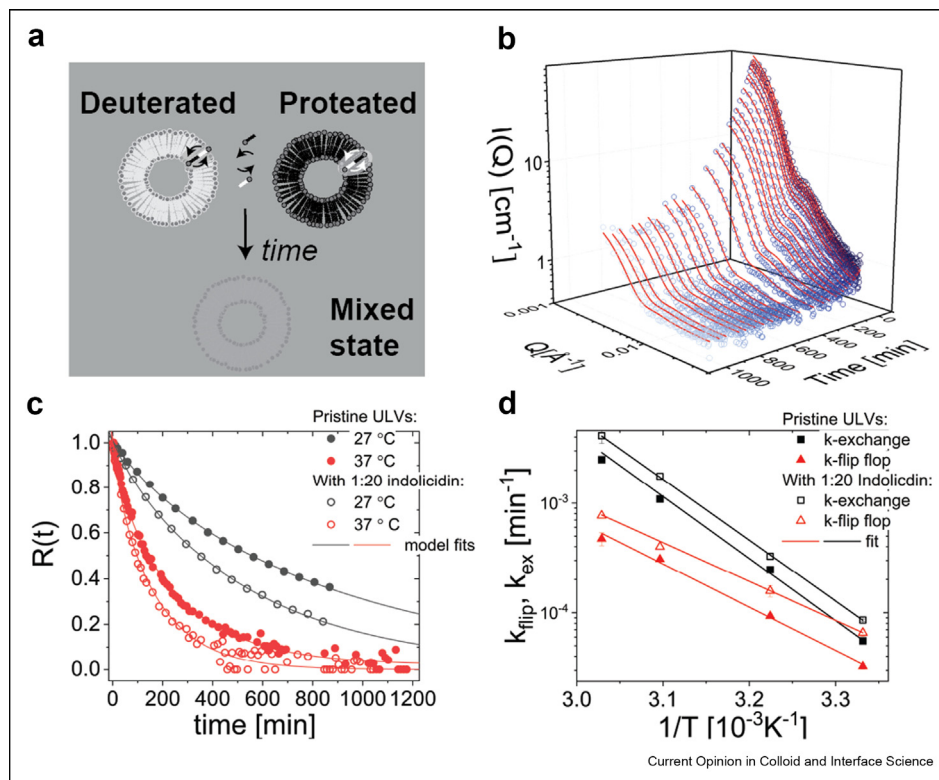 a
Deuterated Proteated
time
Mixed
state
b
I(Q) [cm⁻¹]
10
1
0.001
0.01
Q[Å⁻¹]
0
200
400
600
800
1000
Time [min]
c
Pristine ULVs:
27 °C
37 °C
With 1:20 indolicidin:
27 °C
37 ° C
model fits
R(t)
1.0
0.8
0.6
0.4
0.2
0.0
0 200 400 600 800 1000 1200
time [min]
d
Pristine ULVs:
k-exchange
k-flip flop
With 1:20 Indolicdin:
k-exchange
k-flip flop
fit
k_flip, k_ex [min⁻¹]
10⁻³
10⁻⁴
3.0 3.1 3.2 3.3
1/T [10⁻³K⁻¹]
Current Opinion in Colloid and Interface Science